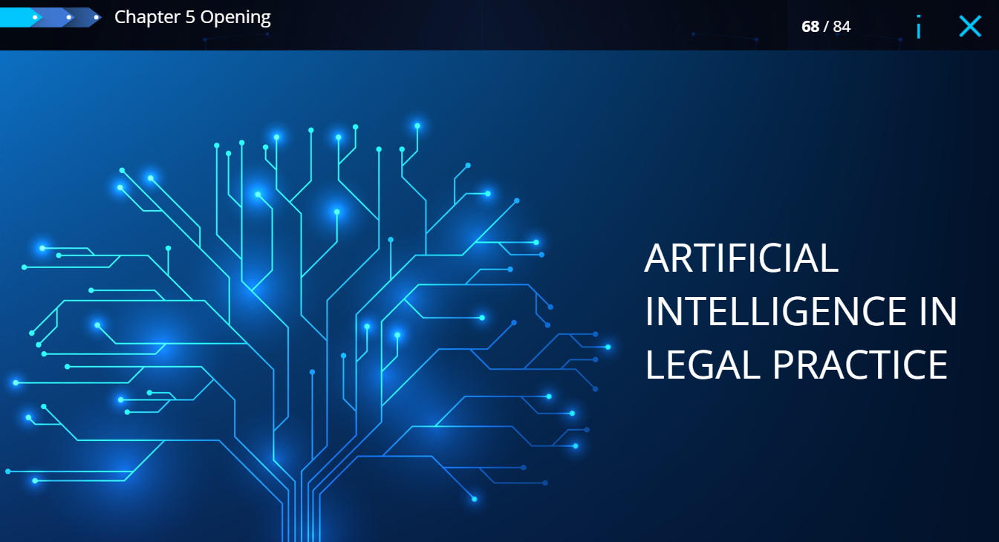 Chapter 5 Opening
68 / 84
i
ARTIFICIAL
INTELLIGENCE IN
LEGAL PRACTICE